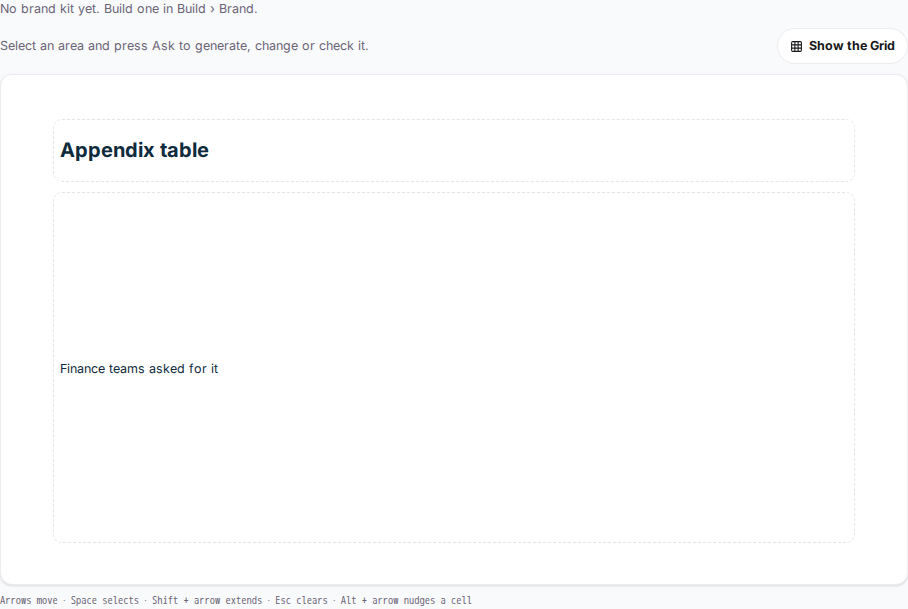 No brand kit yet. Build one in Build › Brand.
Select an area and press Ask to generate, change or check it.
Show the Grid
Appendix table
Finance teams asked for it
Arrows move · Space selects · Shift + arrow extends · Esc clears · Alt + arrow nudges a cell